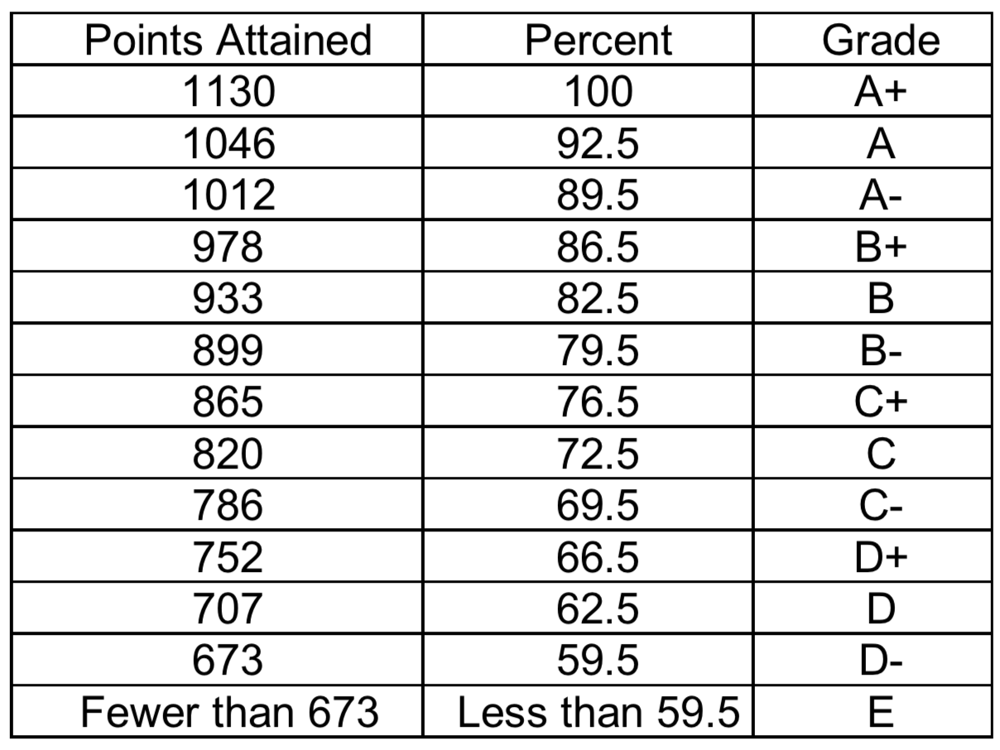 Points Attained Percent Grade
1130 100 A+
1046 92.5 A
1012 89.5 A-
978 86.5 B+
933 82.5 B
899 79.5 B-
865 76.5 C+
820 72.5 C
786 69.5 C-
752 66.5 D+
707 62.5 D
673 59.5 D-
Fewer than 673 Less than 59.5 E